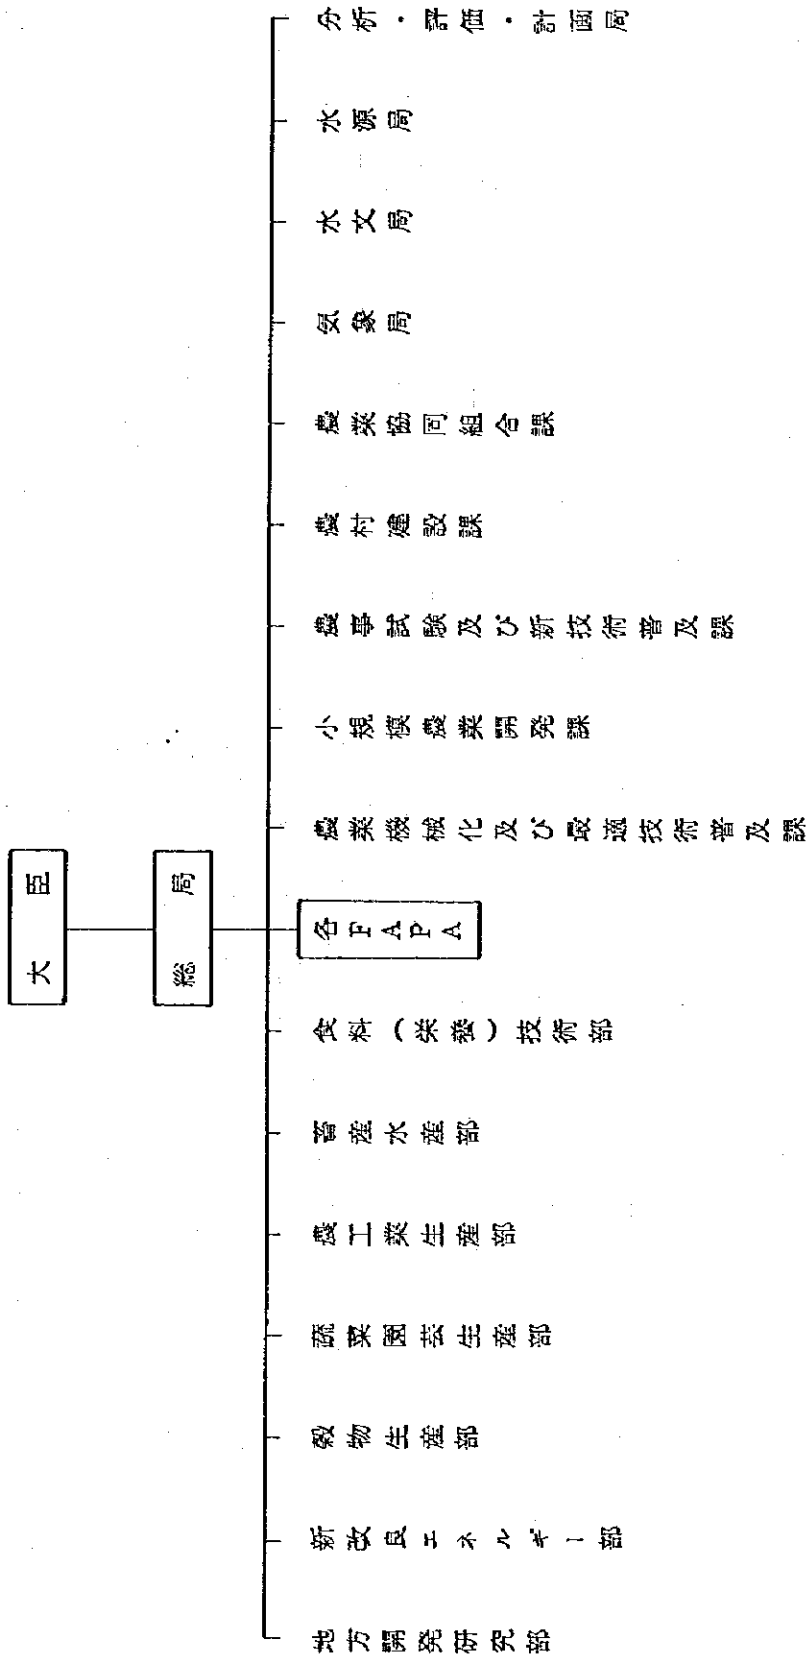 大臣
総局
各FAPA
分析・評価・計画局
水源局
水文局
気象局
農業協同組合課
農村建設課
農事試験及び新技術普及課
小規模農業開発課
農業機械化及び最適技術普及課
食料(栄養)技術部
畜産水産部
農工業生産部
蔬菜園芸生産部
穀物生産部
新改良エネルギー部
地方開発研究部